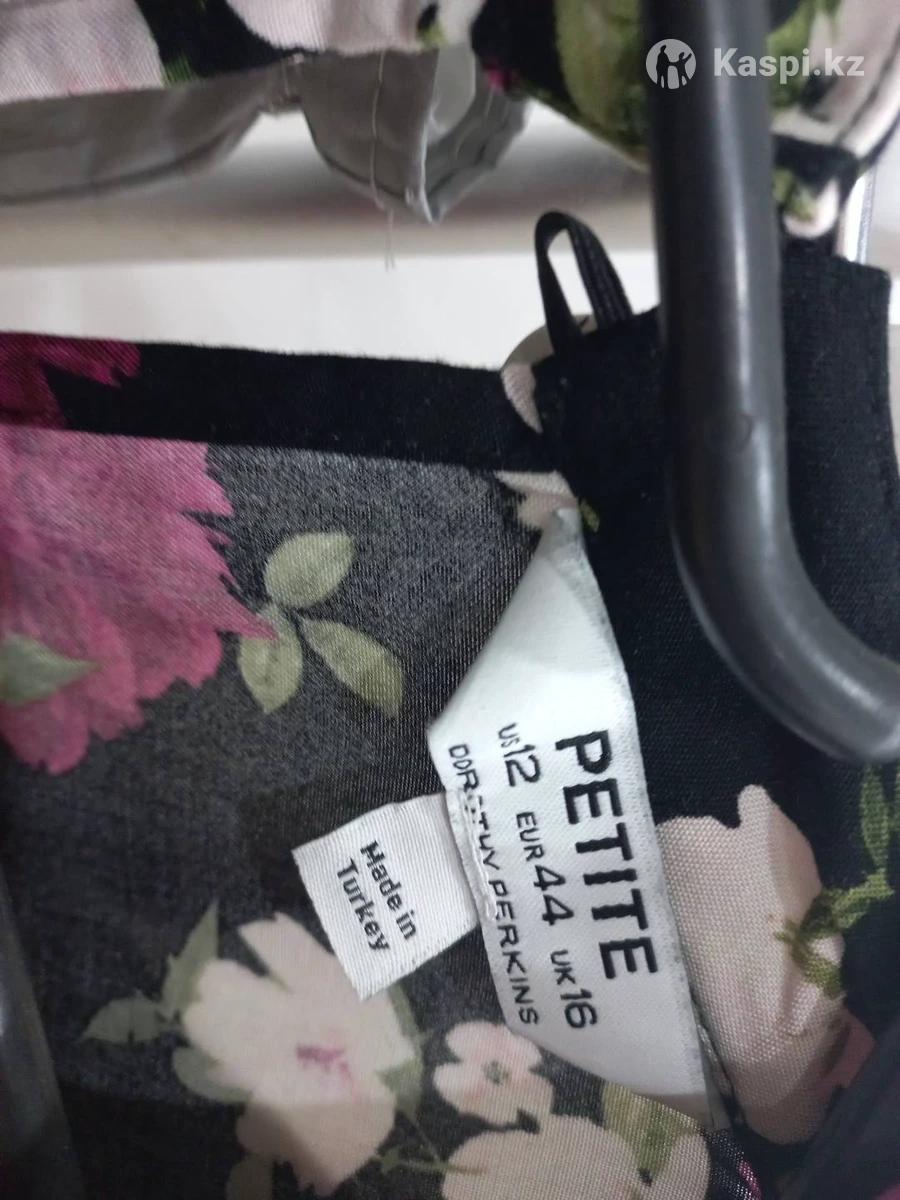 Kaspi.kz
PETITE
US12 EUR44 UK16
DOROTHY PERKINS
Made in
Turkey